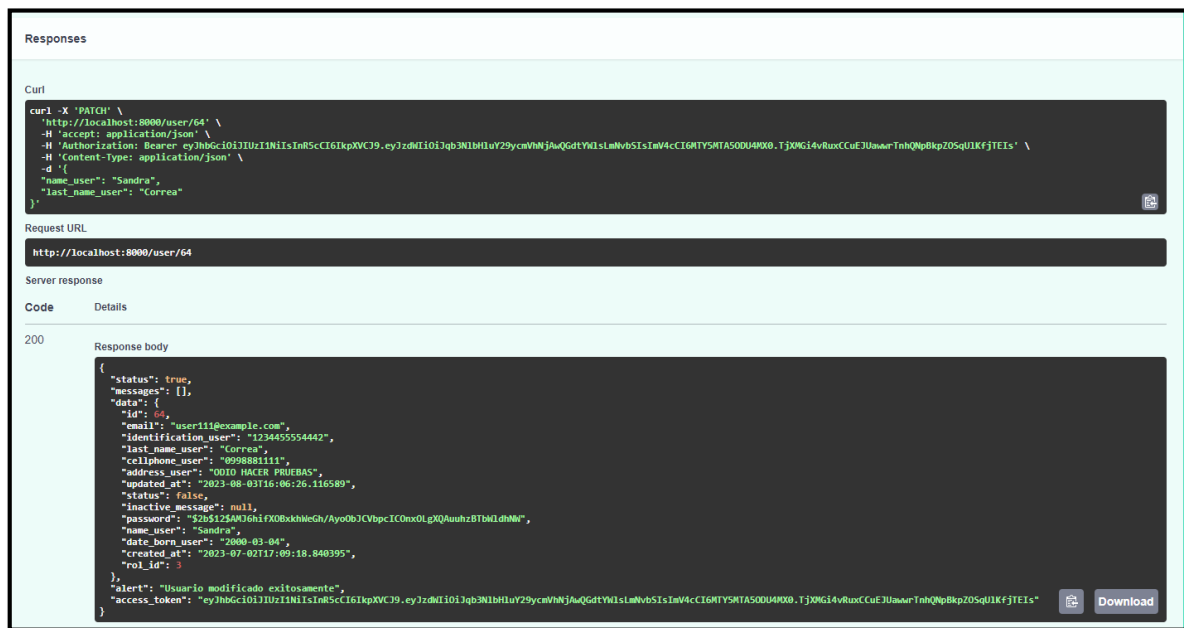 Responses
Curl
curl -X 'PATCH' \
'http://localhost:8000/user/64' \
-H 'accept: application/json' \
-H 'Authorization: Bearer eyJhbGciOiJIUzI1NiIsInR5cCI6IkpXVCJ9.eyJzdWIiOiJqb3NlbHluY29ycmVhNjAwQGdtYWlsLmNvbSIsImV4cCI6MTY5MTA5ODU4MX0.TjXMGi4vRuxCCuEJUawwrTnhQNpBkpZOSqUlKfjTEIs' \
-H 'Content-Type: application/json' \
-d '{
"name_user": "Sandra",
"last_name_user": "Correa"
}'
Request URL
http://localhost:8000/user/64
Server response
Code Details
200
Response body
{
"status": true,
"messages": [],
"data": {
"id": 64,
"email": "user111@example.com",
"identification_user": "1234455554442",
"last_name_user": "Correa",
"cellphone_user": "0998881111",
"address_user": "ODIO HACER PRUEBAS",
"updated_at": "2023-08-03T16:06:26.116589",
"status": false,
"inactive_message": null,
"password": "$2b$12$AMJ6hifXOBxkhWeGh/AyoObJCVbpcICOnxOLgXQAuuhzBTbWldhNW",
"name_user": "Sandra",
"date_born_user": "2000-03-04",
"created_at": "2023-07-02T17:09:18.840395",
"rol_id": 3
},
"alert": "Usuario modificado exitosamente",
"access_token": "eyJhbGciOiJIUzI1NiIsInR5cCI6IkpXVCJ9.eyJzdWIiOiJqb3NlbHluY29ycmVhNjAwQGdtYWlsLmNvbSIsImV4cCI6MTY5MTA5ODU4MX0.TjXMGi4vRuxCCuEJUawwrTnhQNpBkpZOSqUlKfjTEIs"
}
Download